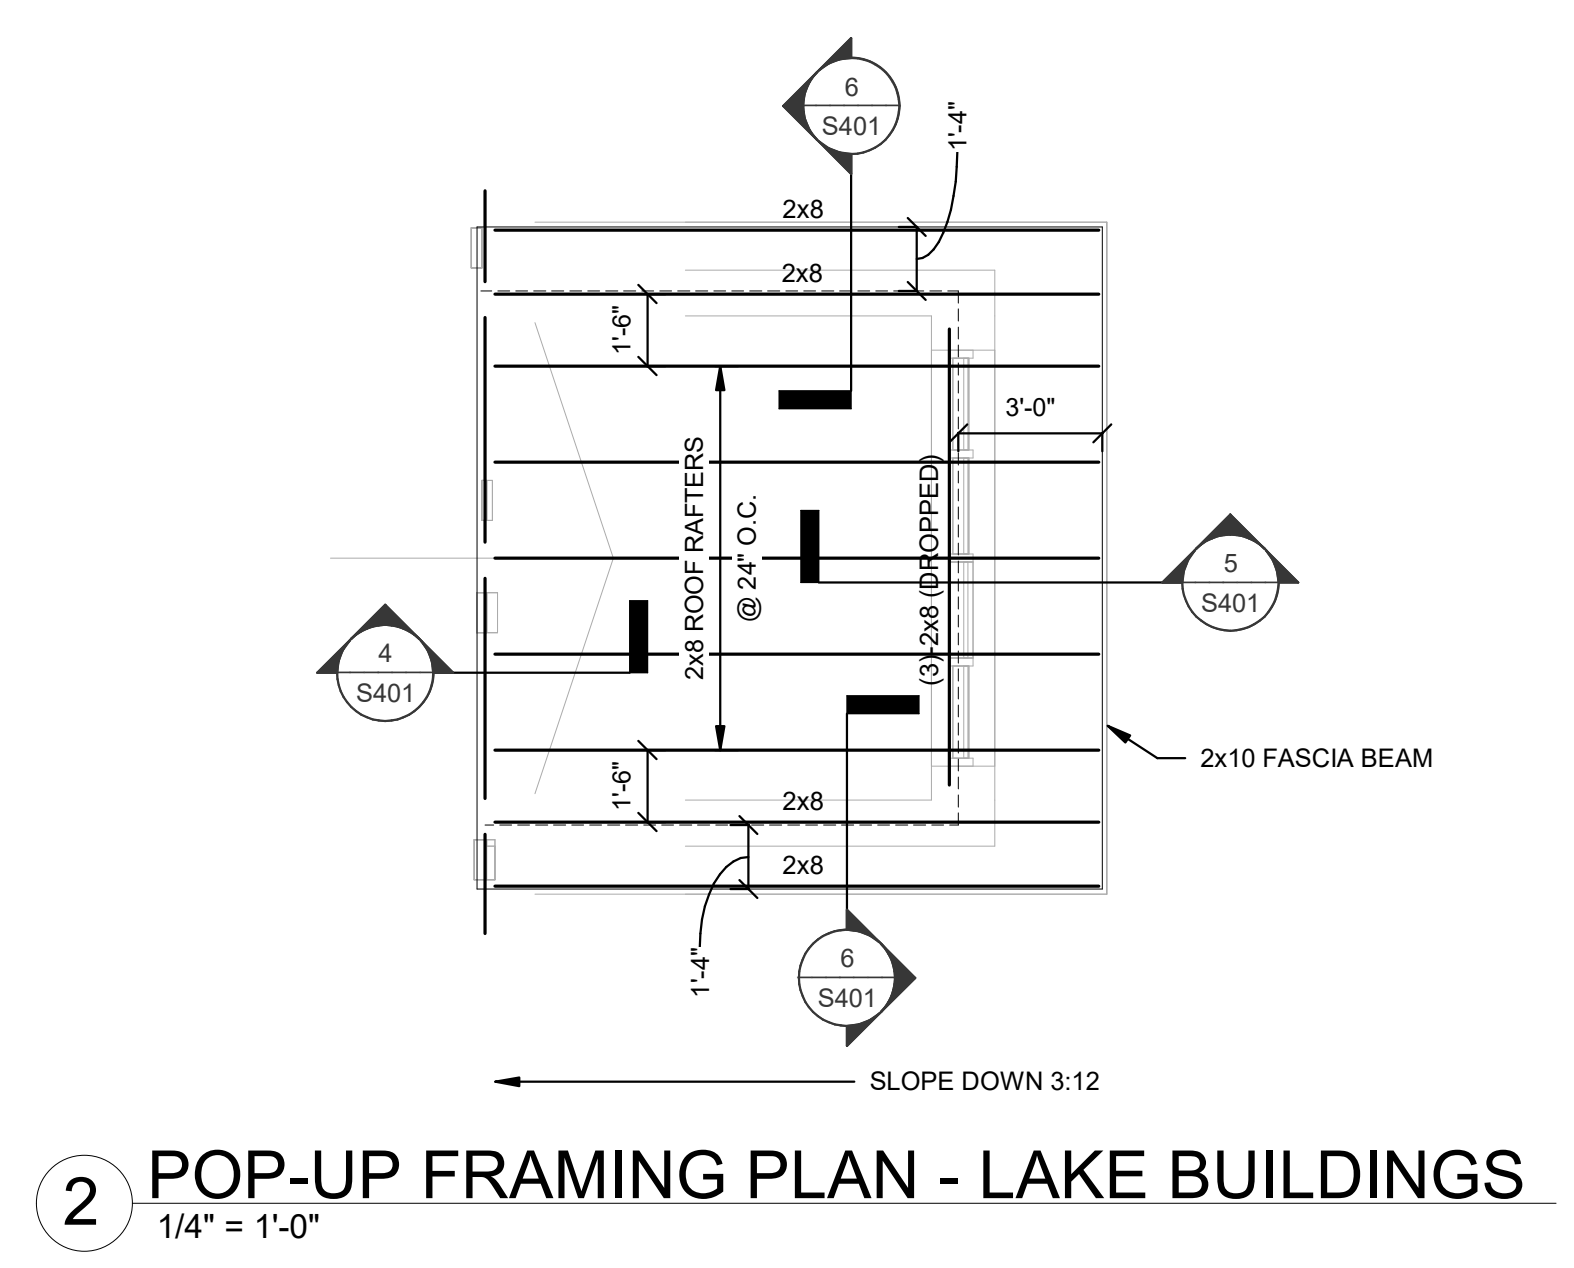 6
S401
1'-4"
2x8
2x8
1'-6"
3'-0"
2x8 ROOF RAFTERS
@ 24" O.C.
(3)-2x8 (DROPPED)
5
S401
4
S401
2x10 FASCIA BEAM
1'-6"
2x8
2x8
1'-4"
6
S401
SLOPE DOWN 3:12
2
POP-UP FRAMING PLAN - LAKE BUILDINGS
1/4" = 1'-0"